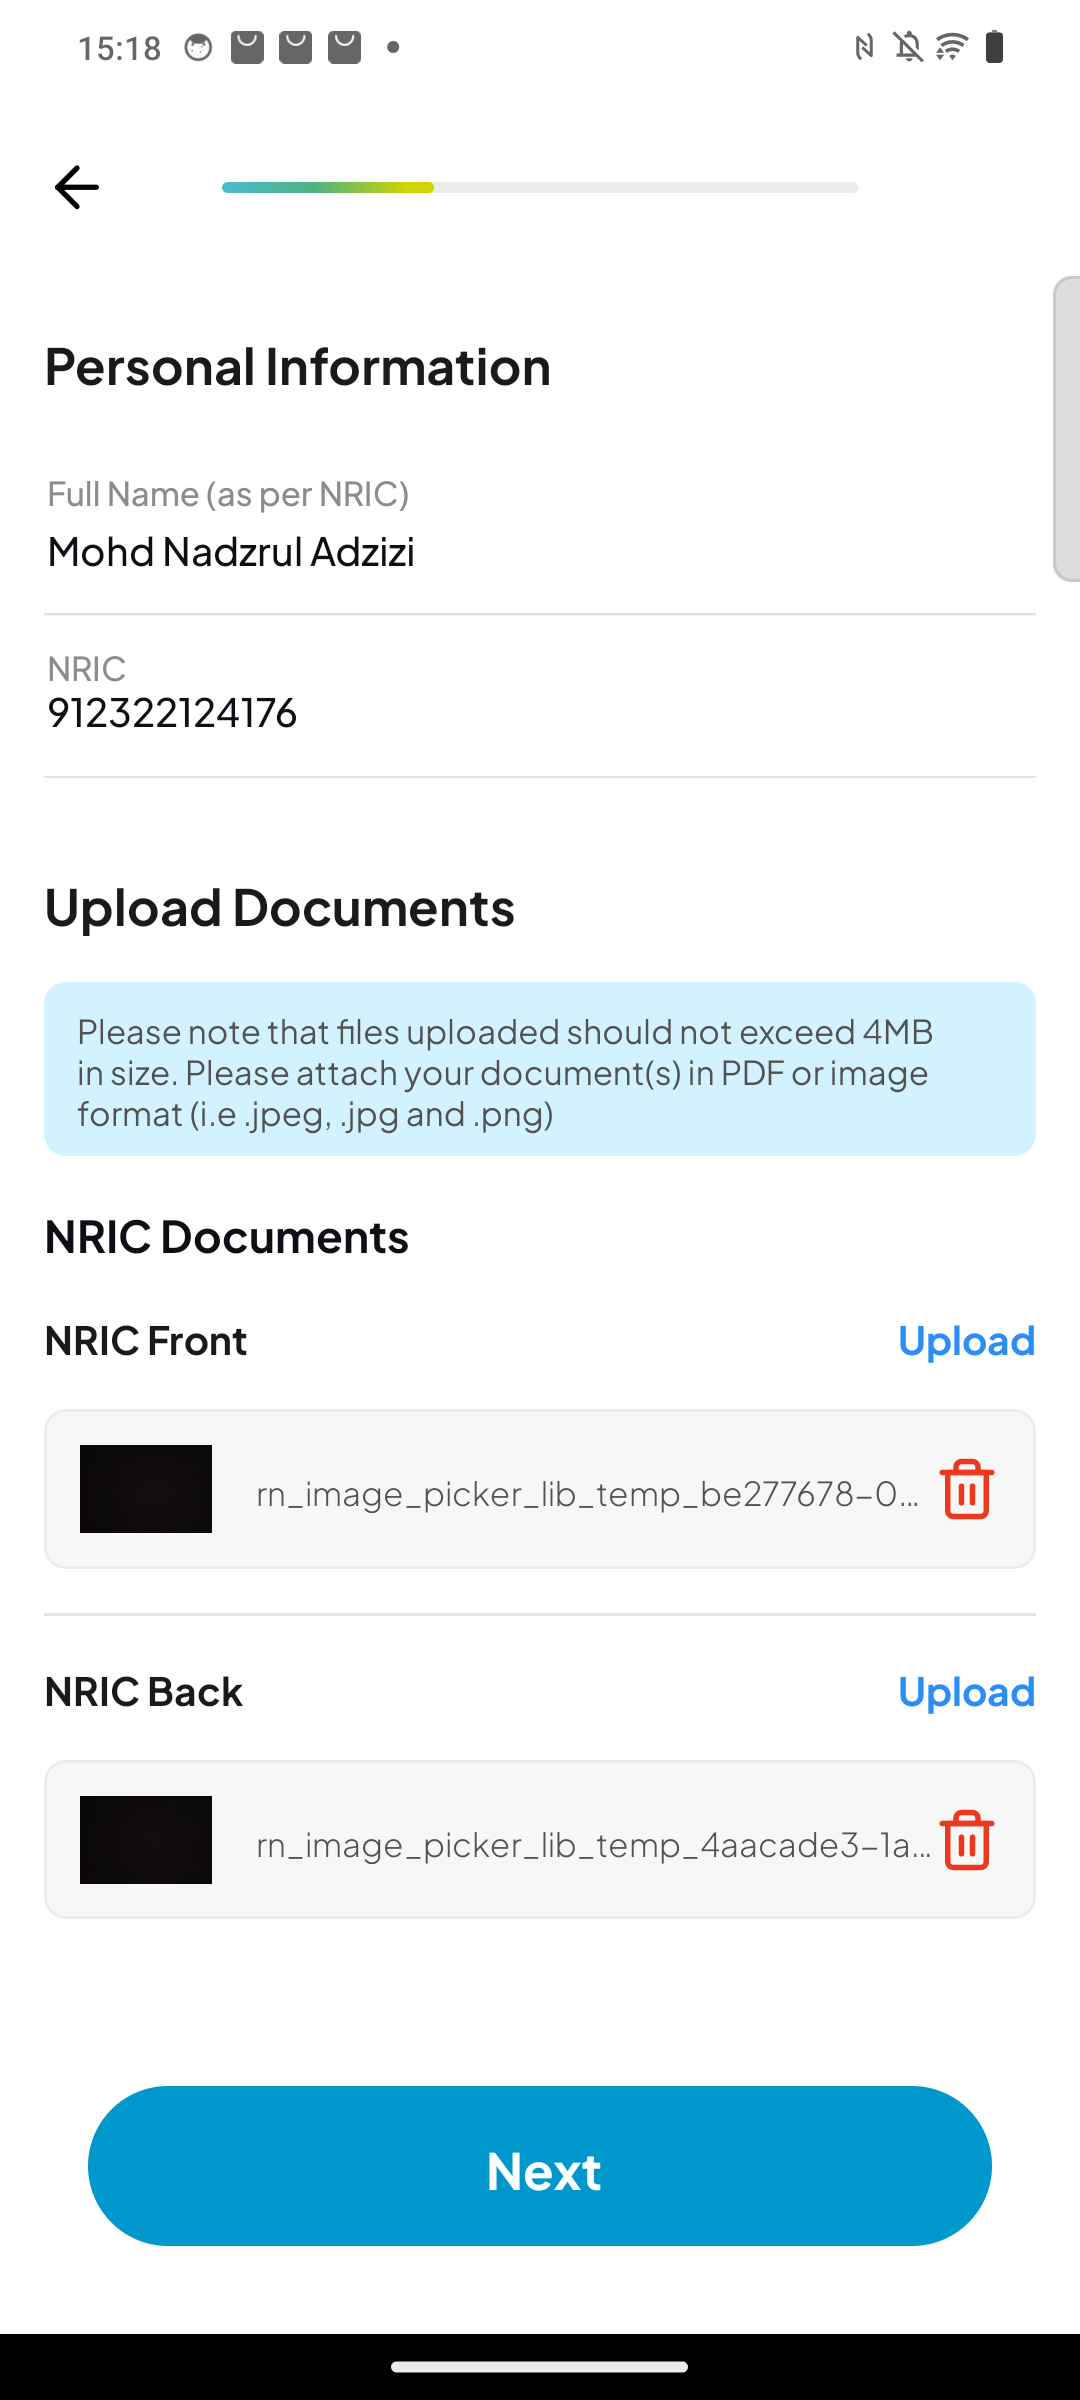 15:18
Personal Information
Full Name (as per NRIC)
Mohd Nadzrul Adzizi
NRIC
912322124176
Upload Documents
Please note that files uploaded should not exceed 4MB
in size. Please attach your document(s) in PDF or image
format (i.e .jpeg, .jpg and .png)
NRIC Documents
NRIC Front Upload
rn_image_picker_lib_temp_be277678-0...
NRIC Back Upload
rn_image_picker_lib_temp_4aacade3-1a...
Next